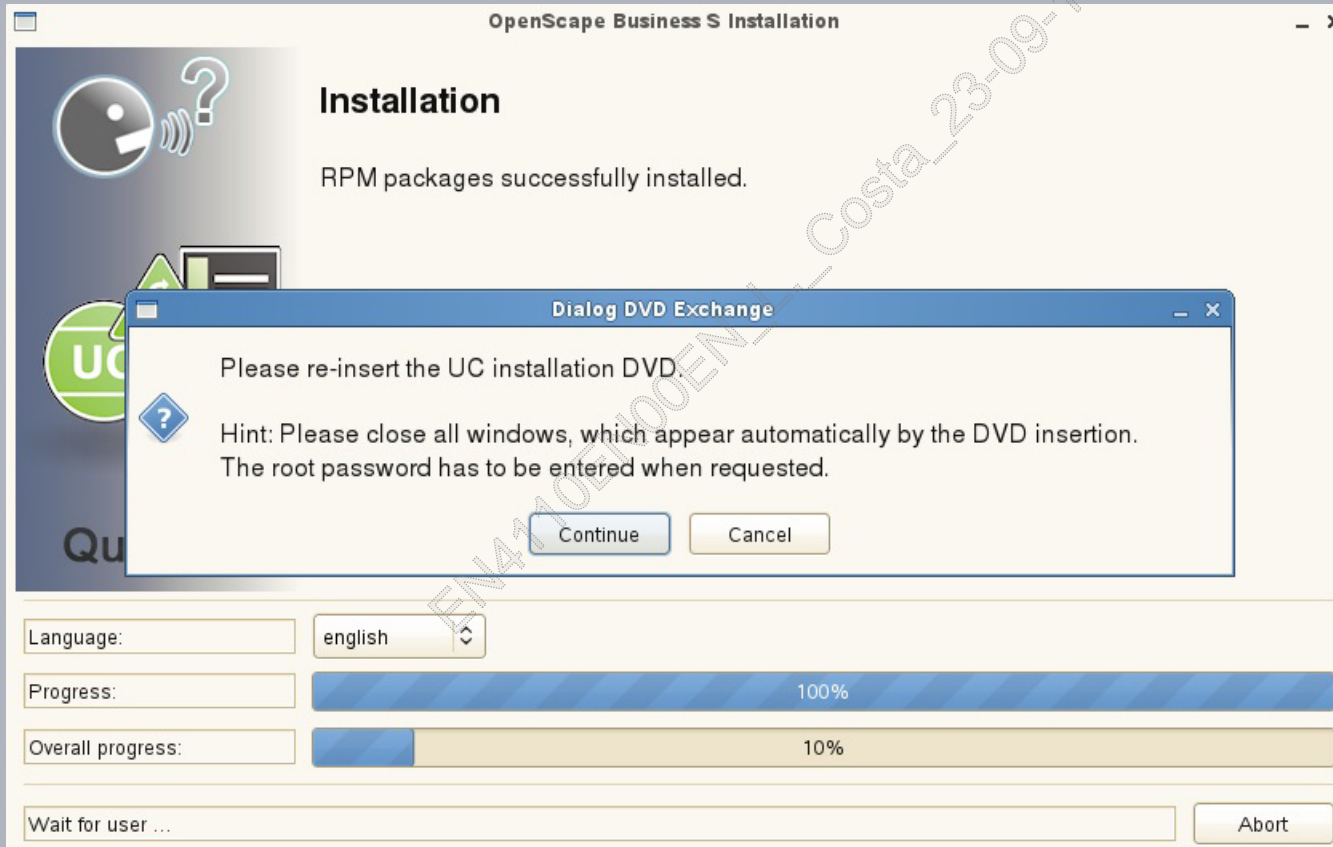 OpenScape Business S Installation
Installation
RPM packages successfully installed.
Dialog DVD Exchange
Please re-insert the UC installation DVD.
Hint: Please close all windows, which appear automatically by the DVD insertion.
The root password has to be entered when requested.
Continue
Cancel
UC
Qu
Language:
english
Progress:
100%
Overall progress:
10%
Wait for user ...
Abort